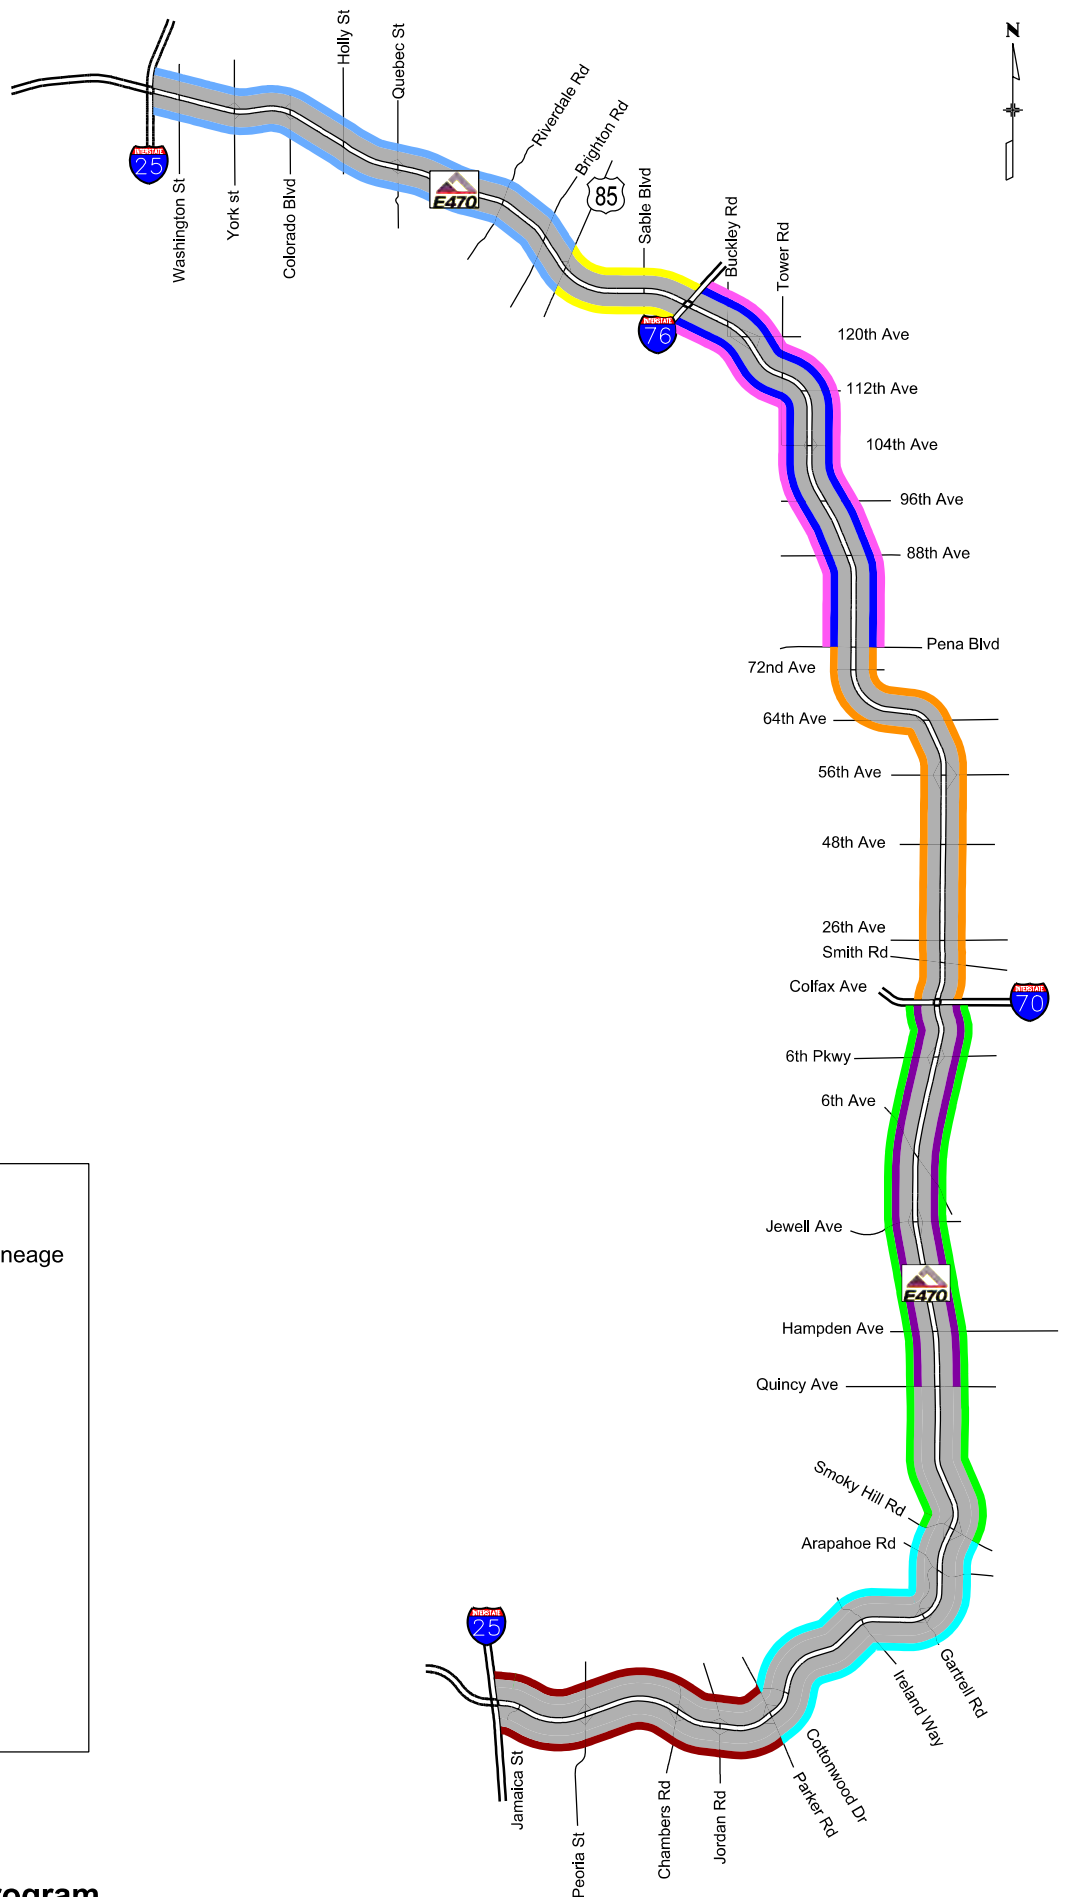 Holly St
Quebec St
N
Riverdale Rd
Brighton Rd
INTERSTATE
25
E470
85
Washington St
York st
Colorado Blvd
Sable Blvd
Buckley Rd
Tower Rd
INTERSTATE
76
120th Ave
112th Ave
104th Ave
96th Ave
88th Ave
Pena Blvd
72nd Ave
64th Ave
56th Ave
48th Ave
26th Ave
Smith Rd
Colfax Ave
INTERSTATE
70
6th Pkwy
6th Ave
neage
Jewell Ave
E470
Hampden Ave
Quincy Ave
Smoky Hill Rd
Arapahoe Rd
INTERSTATE
25
Gartrell Rd
Ireland Way
Cottonwood Dr
Parker Rd
Jamaica St
Peoria St
Chambers Rd
Jordan Rd
rogram